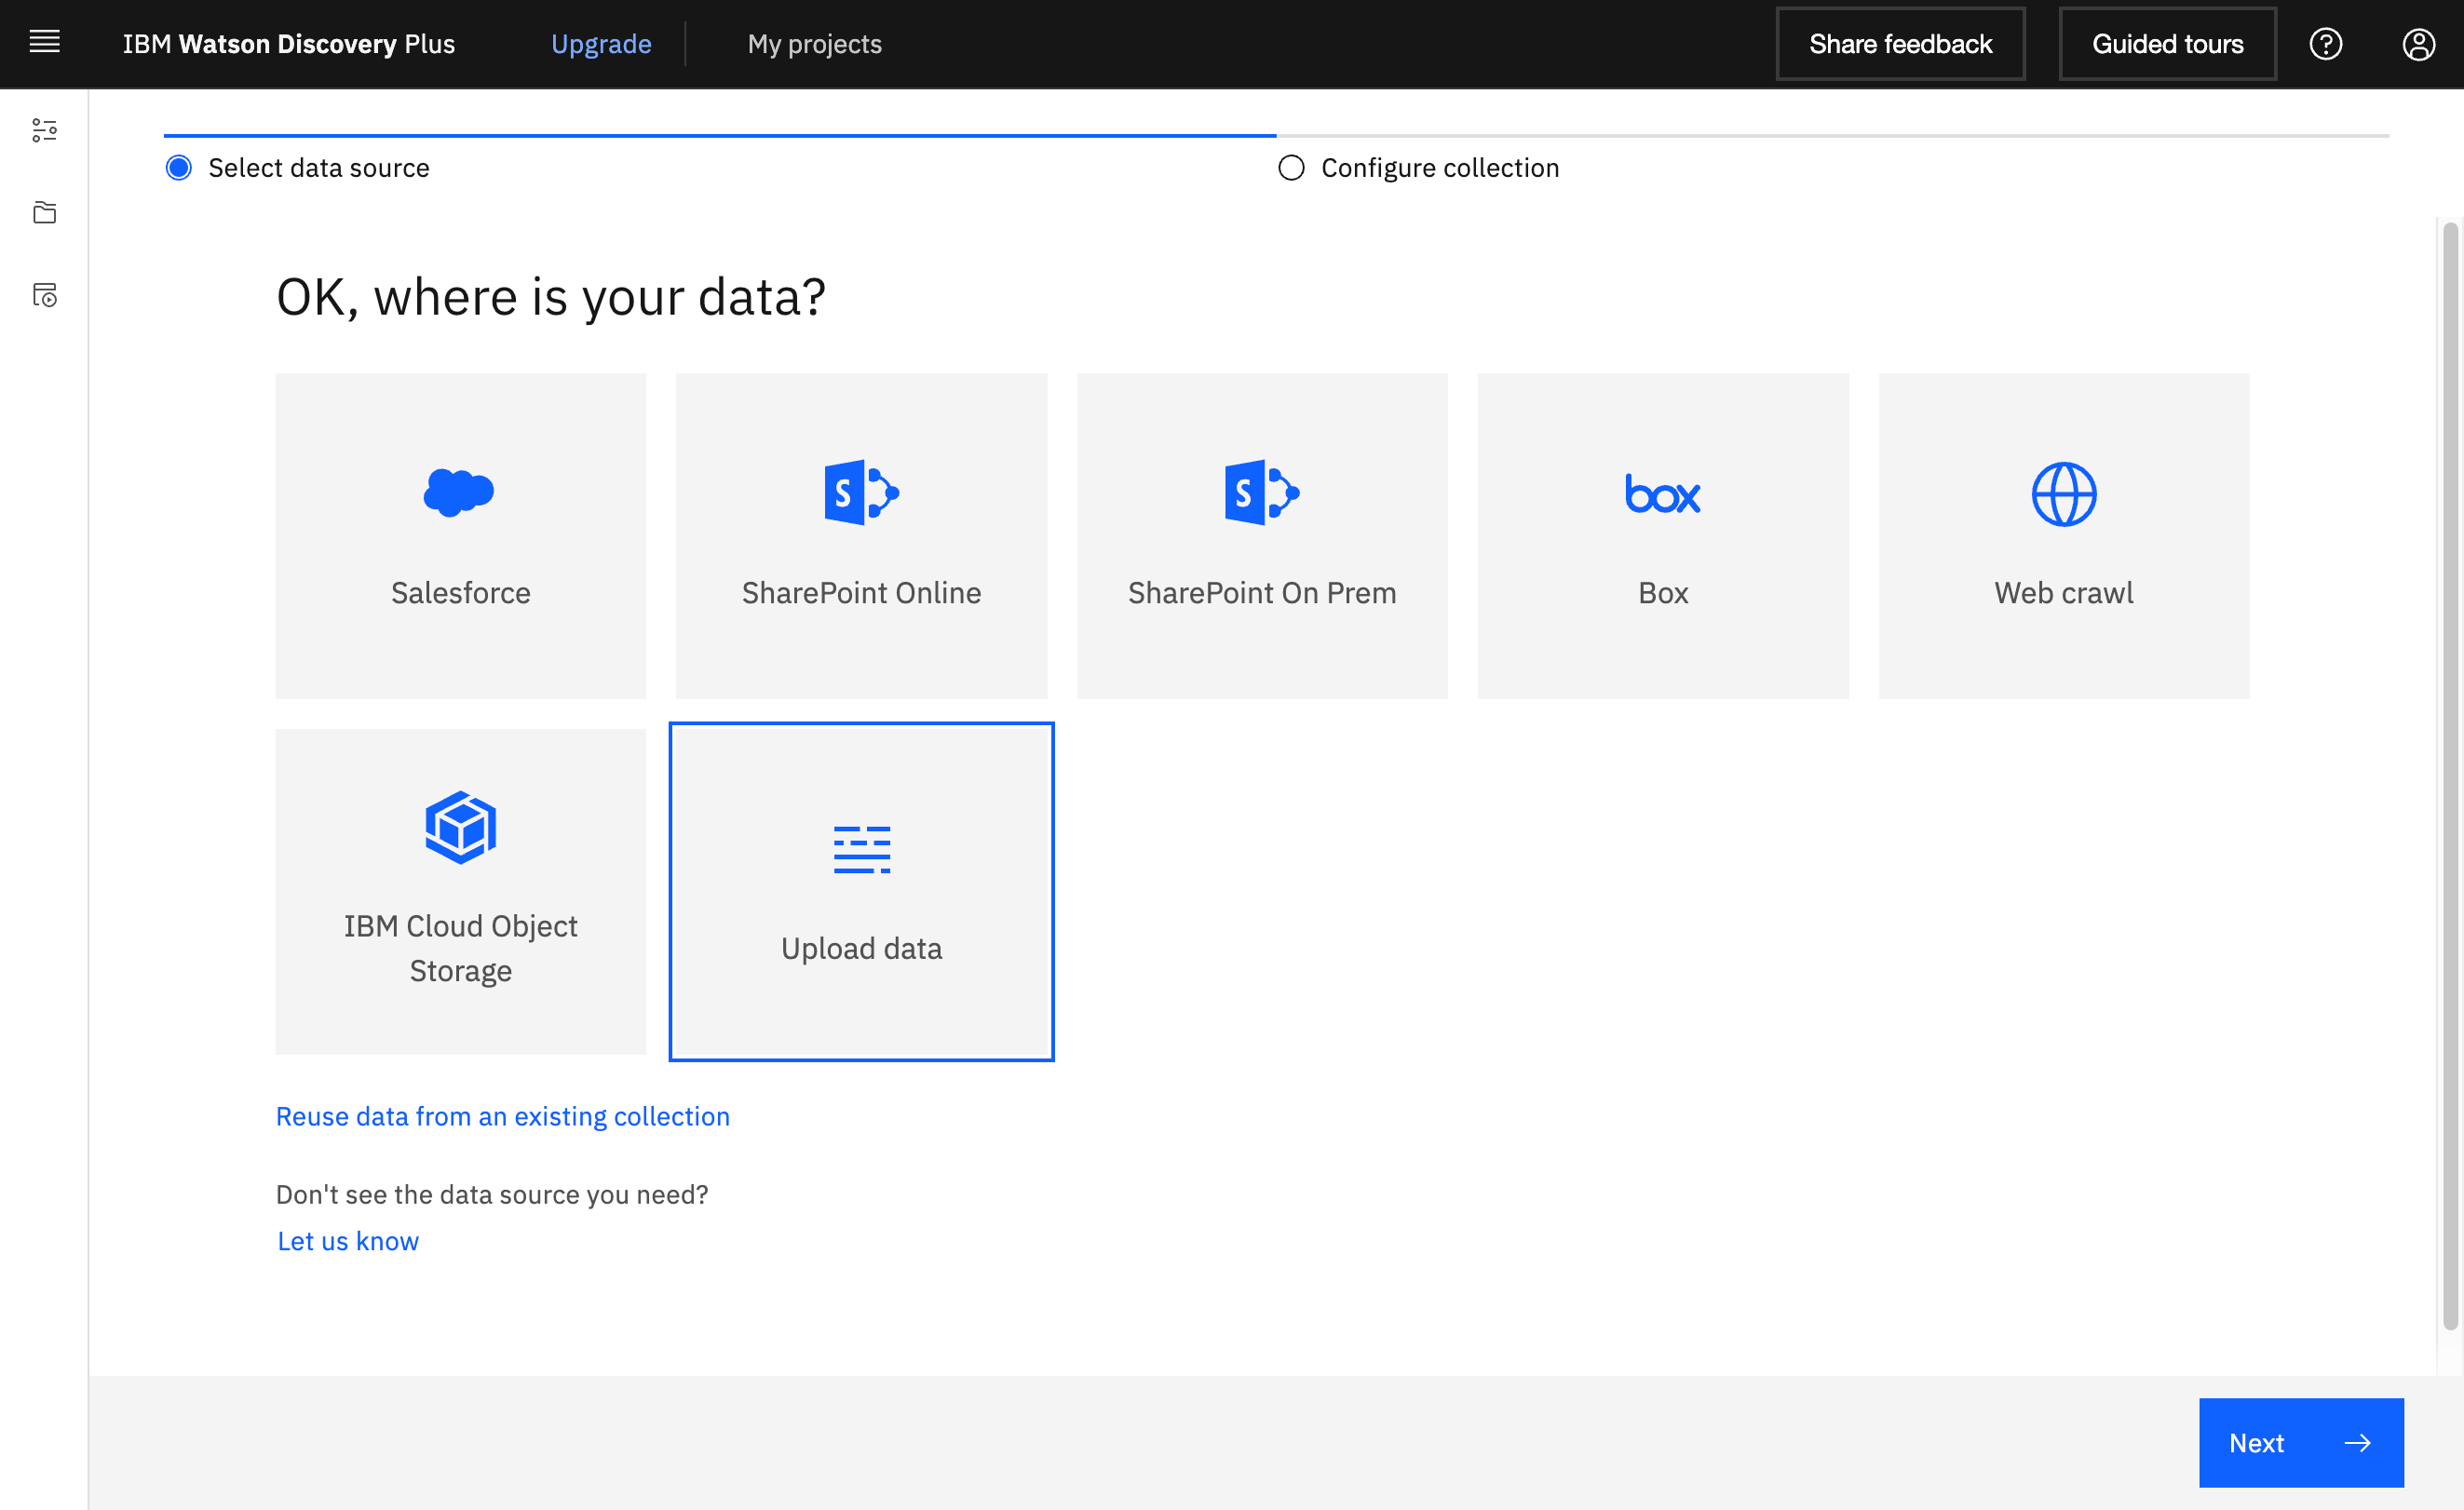 IBM Watson Discovery Plus
Upgrade
My projects
Share feedback
Guided tours
Select data source
Configure collection
OK, where is your data?
Salesforce
SharePoint Online
SharePoint On Prem
box
Box
Web crawl
IBM Cloud Object
Storage
Upload data
Reuse data from an existing collection
Don't see the data source you need?
Let us know
Next